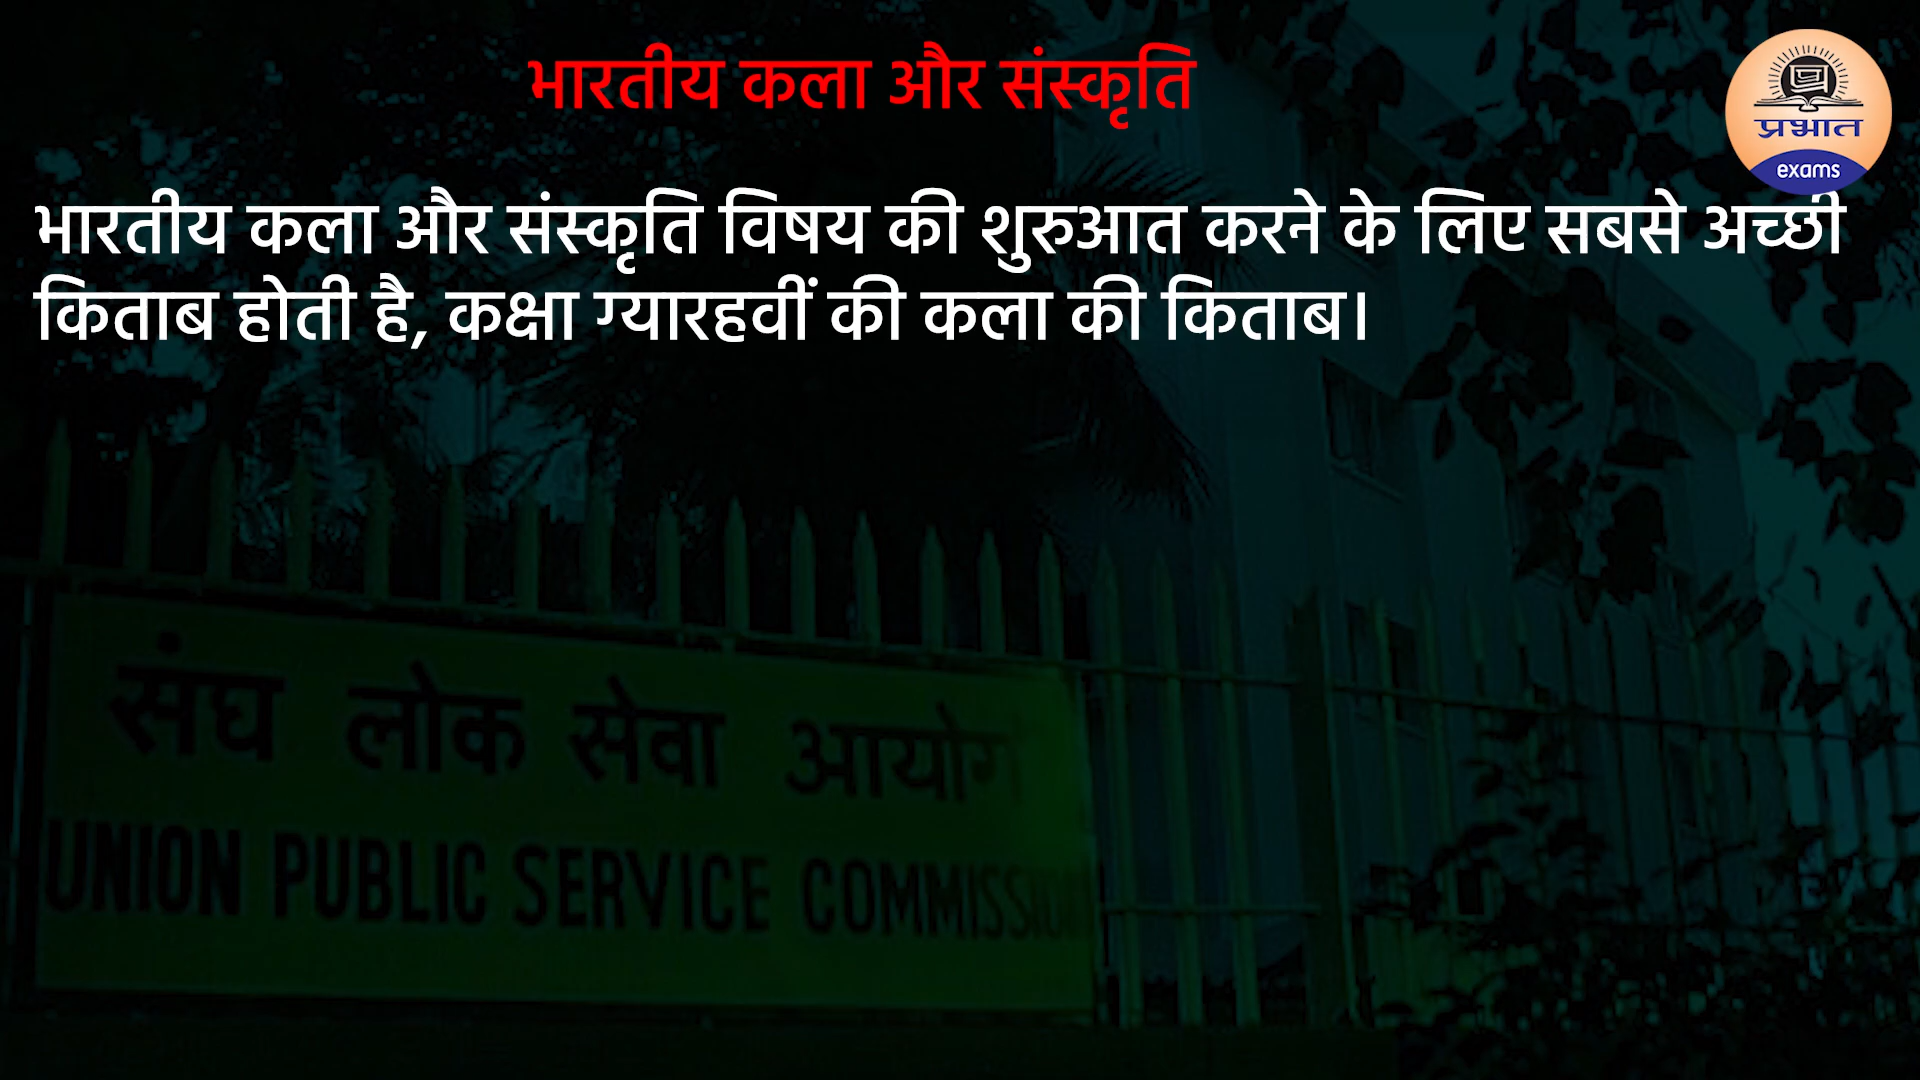 भारतीय कला और संस्कृति
प्रभात
exams
भारतीय कला और संस्कृति विषय की शुरुआत करने के लिए सबसे अच्छी
किताब होती है, कक्षा ग्यारहवीं की कला की किताब।
संघ लोक सेवा आयोग
UNION PUBLIC SERVICE COMMISSION